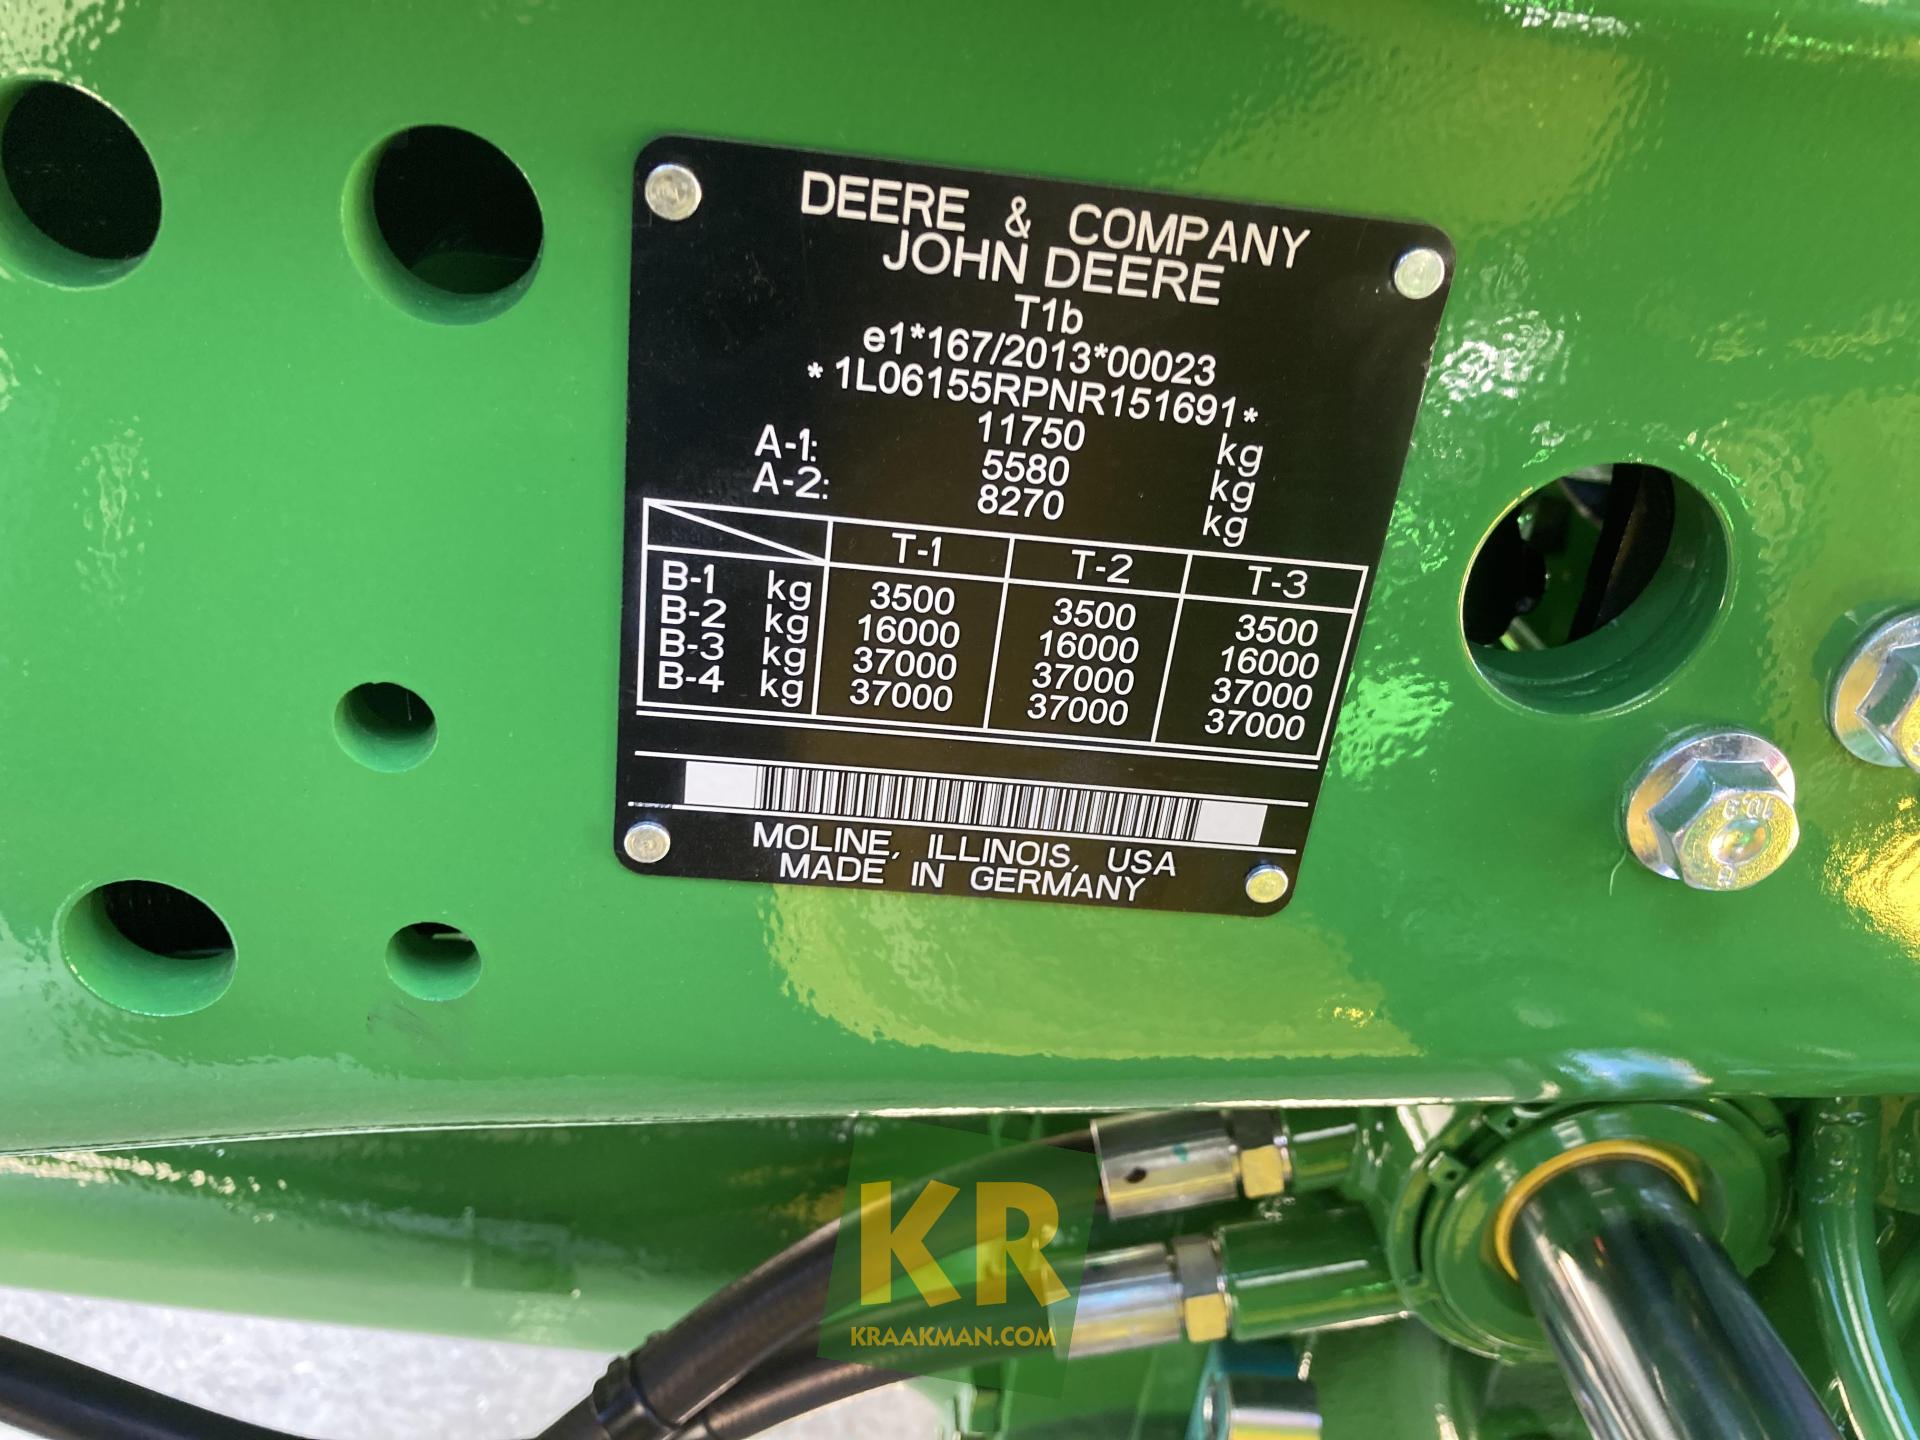 DEERE & COMPANY
JOHN DEERE
T1b
e1*167/2013*00023
*1L06155RPNR151691*
11750 kg
A-1: 5580 kg
A-2: 8270 kg
T-1 T-2 T-3
B-1 kg 3500 3500 3500
B-2 kg 16000 16000 16000
B-3 kg 37000 37000 37000
B-4 kg 37000 37000 37000
MOLINE, ILLINOIS, USA
MADE IN GERMANY
10.9
KR
KRAAKMAN.COM